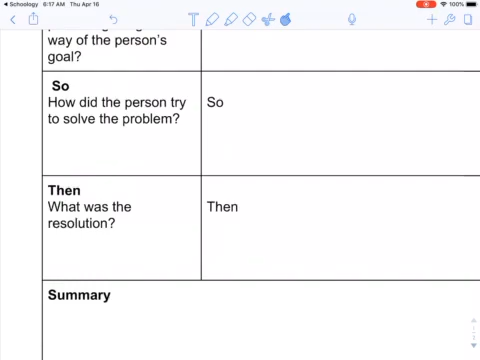 Schoology 6:17 AM Thu Apr 16 100%
way of the person's
goal?
So
How did the person try
to solve the problem?
So
Then
What was the
resolution?
Then
Summary